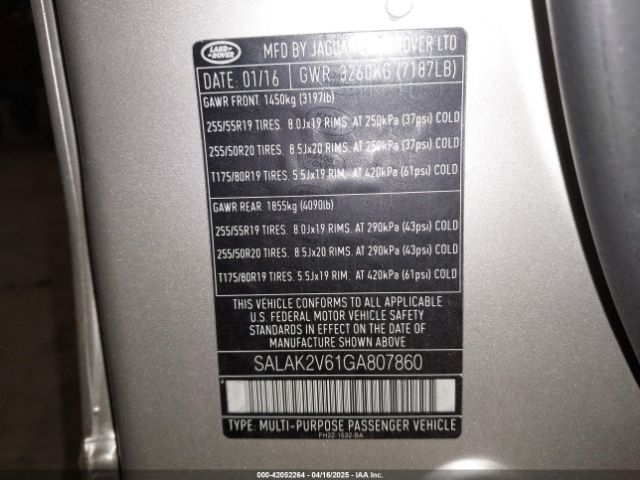 LAND ROVER
MFD BY JAGUAR LAND ROVER LTD
DATE: 01/16 GWR. 3260KG (7187LB)
GAWR FRONT 1450kg (3197lb)
255/55R19 TIRES. 8.0Jx19 RIMS. AT 250kPa (37psi) COLD
255/50R20 TIRES. 8.5Jx20 RIMS. AT 250kPa (37psi) COLD
T175/80R19 TIRES. 5.5Jx19 RIM. AT 420kPa (61psi) COLD
GAWR REAR. 1855kg (4090lb)
255/55R19 TIRES. 8.0Jx19 RIMS. AT 290kPa (43psi) COLD
255/50R20 TIRES. 8.5Jx20 RIMS. AT 290kPa (43psi) COLD
T175/80R19 TIRES. 5.5Jx19 RIM. AT 420kPa (61psi) COLD
THIS VEHICLE CONFORMS TO ALL APPLICABLE
U.S. FEDERAL MOTOR VEHICLE SAFETY
STANDARDS IN EFFECT ON THE DATE OF
MANUFACTURE SHOWN ABOVE
SALAK2V61GA807860
TYPE: MULTI-PURPOSE PASSENGER VEHICLE
FH22-1532-BA
000-42052264 - 04/16/2025 - IAAI.COM